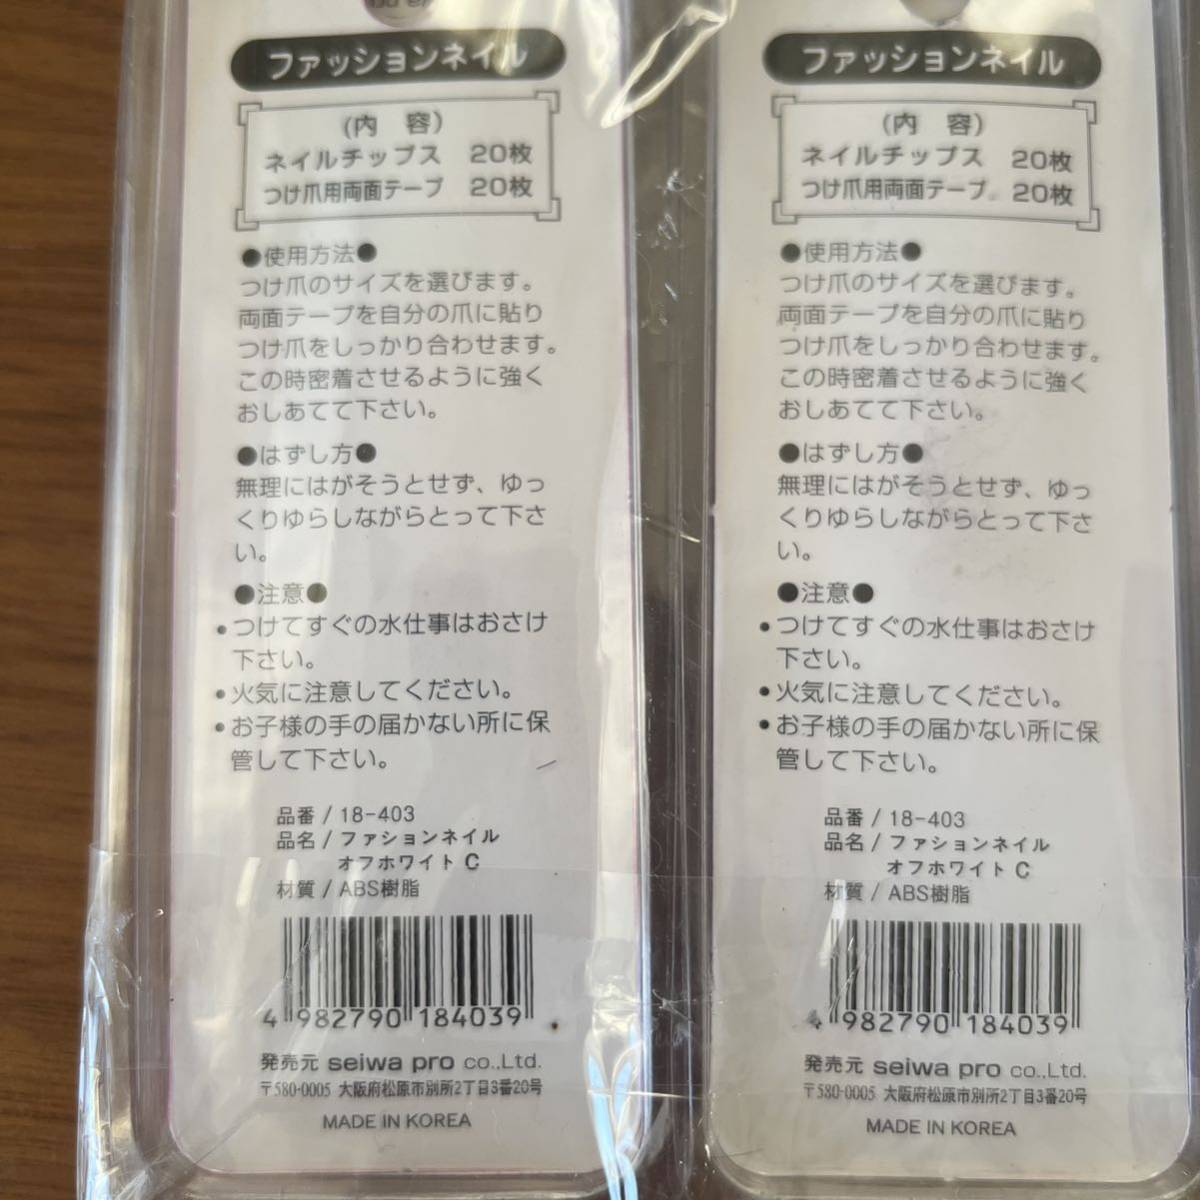 ファッションネイル
(内 容)
ネイルチップス 20枚
つけ爪用両面テープ 20枚
●使用方法●
つけ爪のサイズを選びます。
両面テープを自分の爪に貼り
つけ爪をしっかり合わせます。
この時密着させるように強く
おしあてて下さい。
●はずし方●
無理にはがそうとせず、ゆっ
くりゆらしながらとって下さ
い。
●注意●
•つけてすぐの水仕事はおさけ
下さい。
•火気に注意してください。
•お子様の手の届かない所に保
管して下さい。
品番/18-403
品名/ファションネイル
オフホワイトC
材質/ABS樹脂
4 982790 184039
発売元 seiwa pro co.,Ltd.
〒580-0005 大阪府松原市別所2丁目3番20号
MADE IN KOREA
ファッションネイル
(内 容)
ネイルチップス 20枚
つけ爪用両面テープ 20枚
●使用方法●
つけ爪のサイズを選びます。
両面テープを自分の爪に貼り
つけ爪をしっかり合わせます。
この時密着させるように強く
おしあてて下さい。
●はずし方●
無理にはがそうとせず、ゆっ
くりゆらしながらとって下さ
い。
●注意●
•つけてすぐの水仕事はおさけ
下さい。
•火気に注意してください。
•お子様の手の届かない所に保
管して下さい。
品番/18-403
品名/ファションネイル
オフホワイトC
材質/ABS樹脂
4 982790 184039
発売元 seiwa pro co.,Ltd.
〒580-0005 大阪府松原市別所2丁目3番20号
MADE IN KOREA